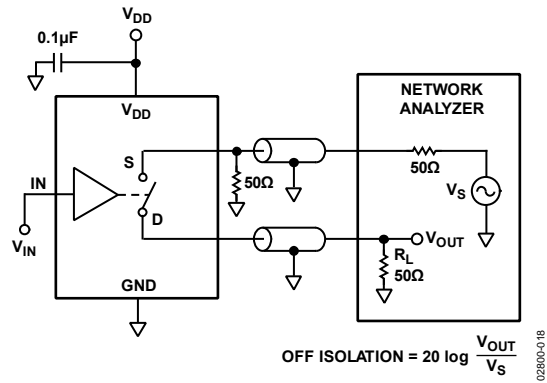 VDD
0.1µF
VDD
NETWORK
ANALYZER
S
50Ω
50Ω
VS
IN
D
VIN
VOUT
RL
50Ω
GND
OFF ISOLATION = 20 log VOUT
VS
02800-018